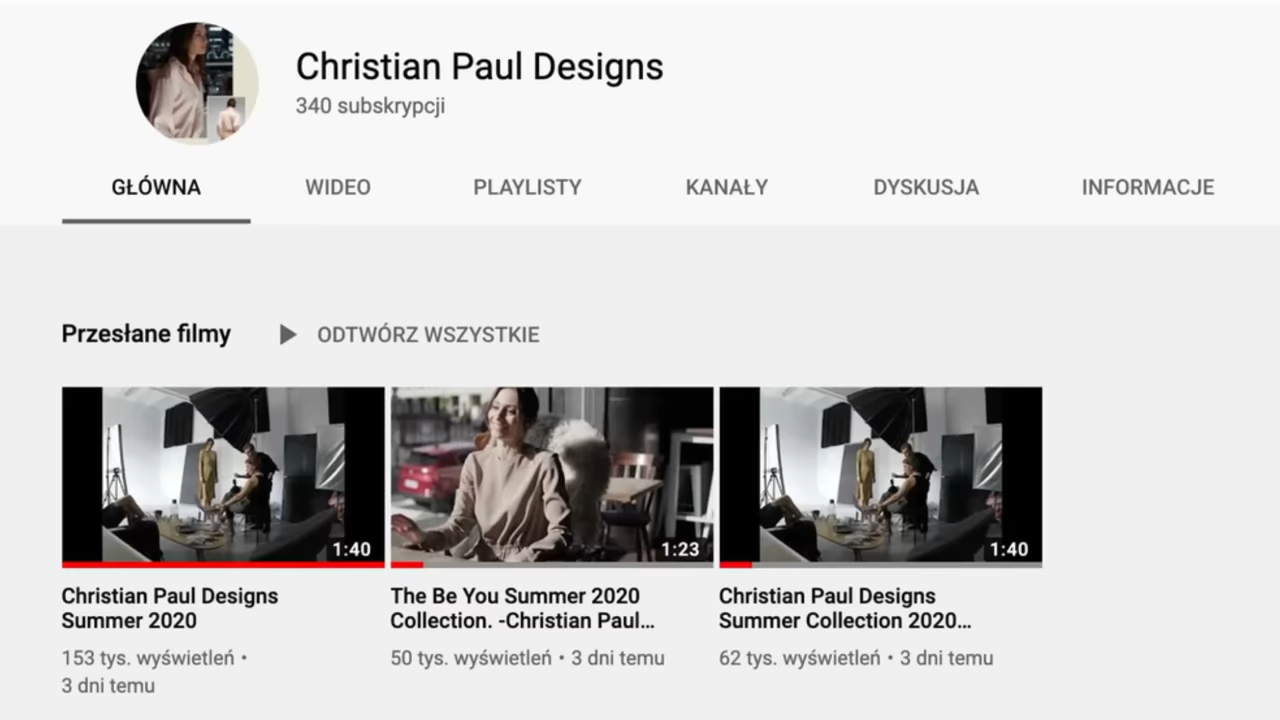 Christian Paul Designs
340 subskrypcji
GŁÓWNA WIDEO PLAYLISTY KANAŁY DYSKUSJA INFORMACJE
Przesłane filmy ODTWÓRZ WSZYSTKIE
1:40 1:23 1:40
Christian Paul Designs
Summer 2020
153 tys. wyświetleń •
3 dni temu
The Be You Summer 2020
Collection. -Christian Paul...
50 tys. wyświetleń • 3 dni temu
Christian Paul Designs
Summer Collection 2020...
62 tys. wyświetleń • 3 dni temu